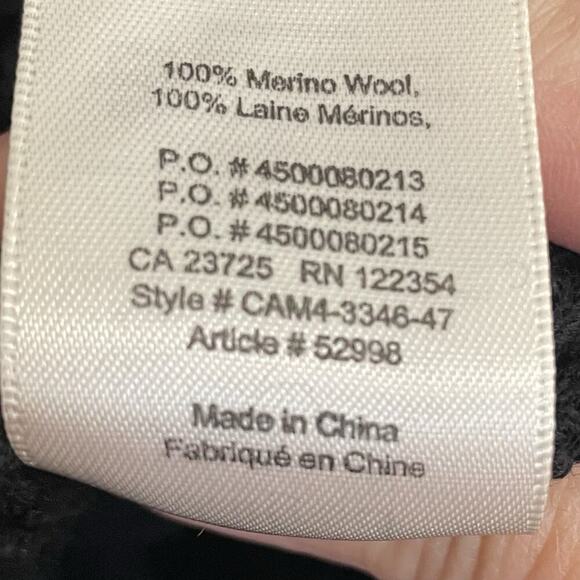 100% Merino Wool,
100% Laine Mérinos,
P.O. # 4500080213
P.O. # 4500080214
P.O. # 4500080215
CA 23725 RN 122354
Style # CAM4-3346-47
Article # 52998
Made in China
Fabriqué en Chine